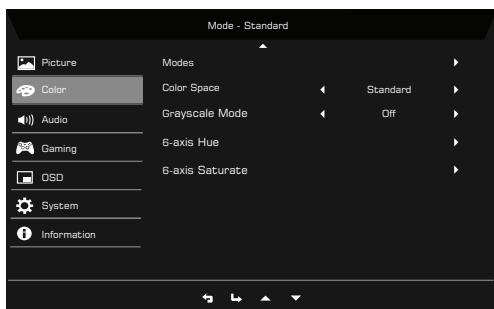 Mode - Standard
Picture
Color
Audio
Gaming
OSD
System
Information
Modes
Color Space Standard
Grayscale Mode Off
6-axis Hue
6-axis Saturate